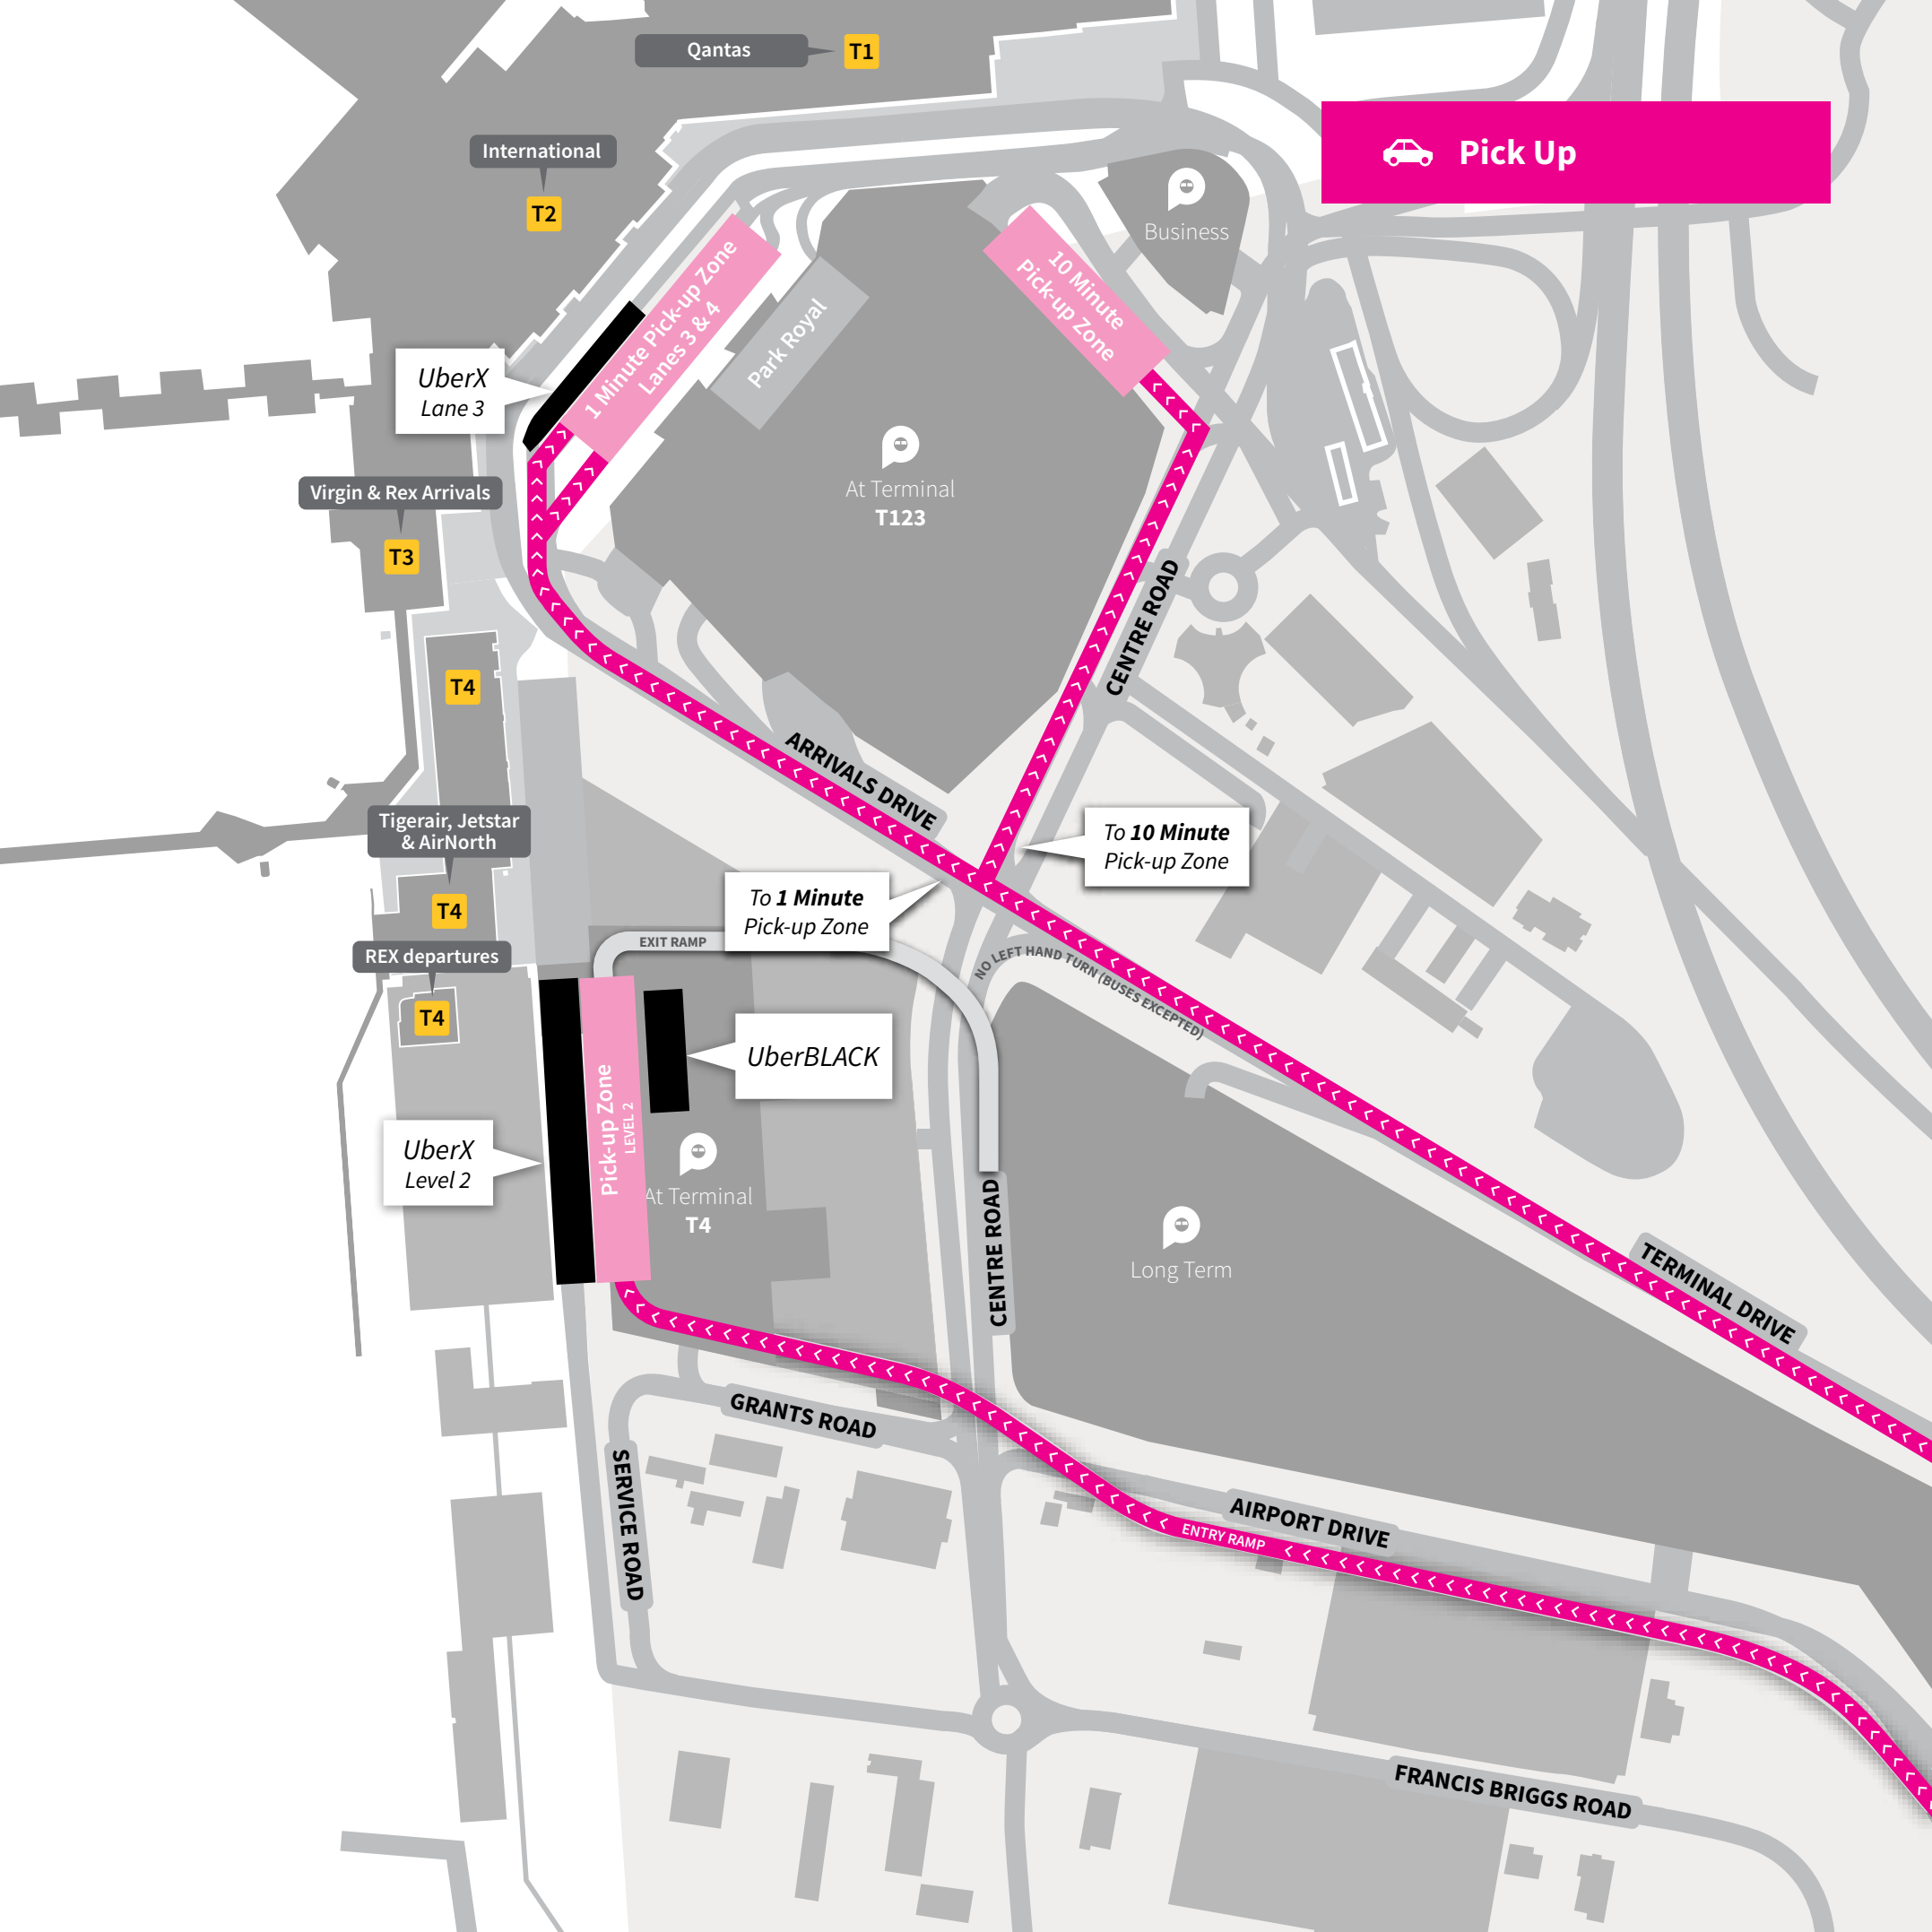 Qantas
T1
Pick Up
International
T2
Business
1 Minute Pick-up Zone
Lanes 3 & 4
10 Minute
Pick-up Zone
Park Royal
UberX
Lane 3
At Terminal
T123
Virgin & Rex Arrivals
T3
CENTRE ROAD
T4
ARRIVALS DRIVE
Tigerair, Jetstar
& AirNorth
T4
To 10 Minute
Pick-up Zone
To 1 Minute
Pick-up Zone
EXIT RAMP
NO LEFT HAND TURN (BUSES EXCEPTED)
REX departures
T4
UberBLACK
Pick-up Zone
LEVEL 2
UberX
Level 2
At Terminal
T4
CENTRE ROAD
Long Term
TERMINAL DRIVE
GRANTS ROAD
SERVICE ROAD
AIRPORT DRIVE
ENTRY RAMP
FRANCIS BRIGGS ROAD